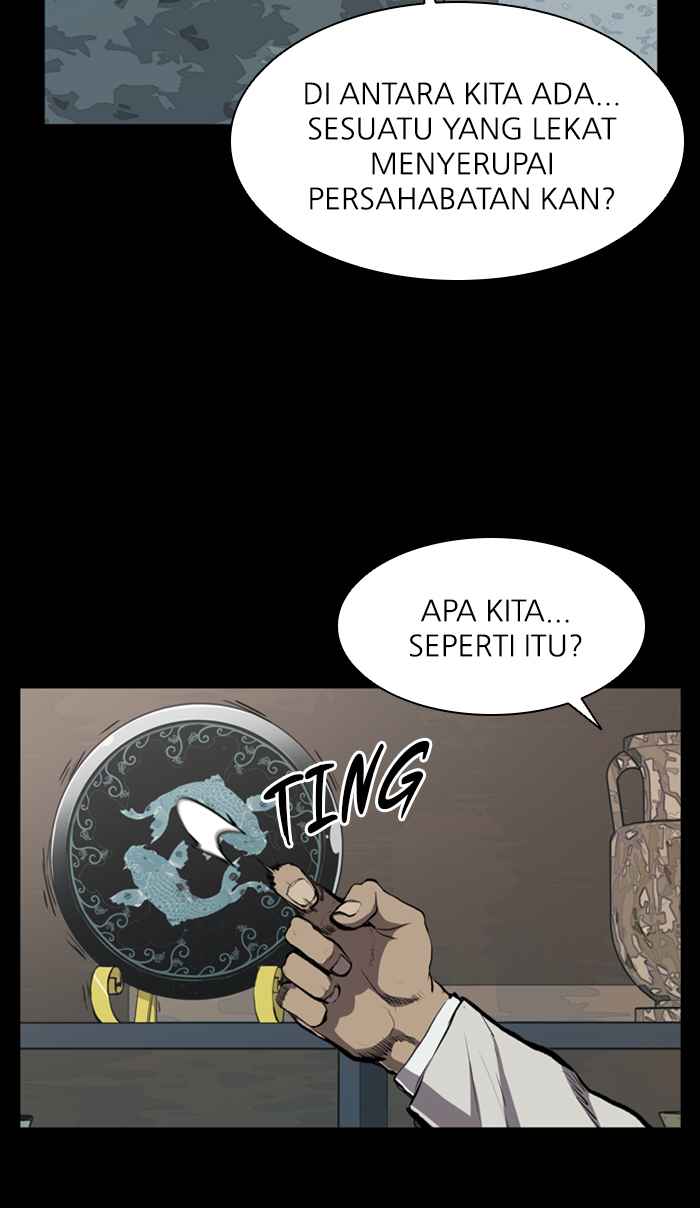 DI ANTARA KITA ADA...
SESUATU YANG LEKAT
MENYERUPAI
PERSAHABATAN KAN?
APA KITA...
SEPERTI ITU?
TING